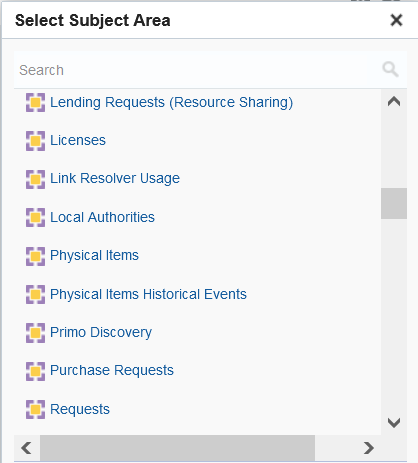 Select Subject Area
Search
Lending Requests (Resource Sharing)
Licenses
Link Resolver Usage
Local Authorities
Physical Items
Physical Items Historical Events
Primo Discovery
Purchase Requests
Requests